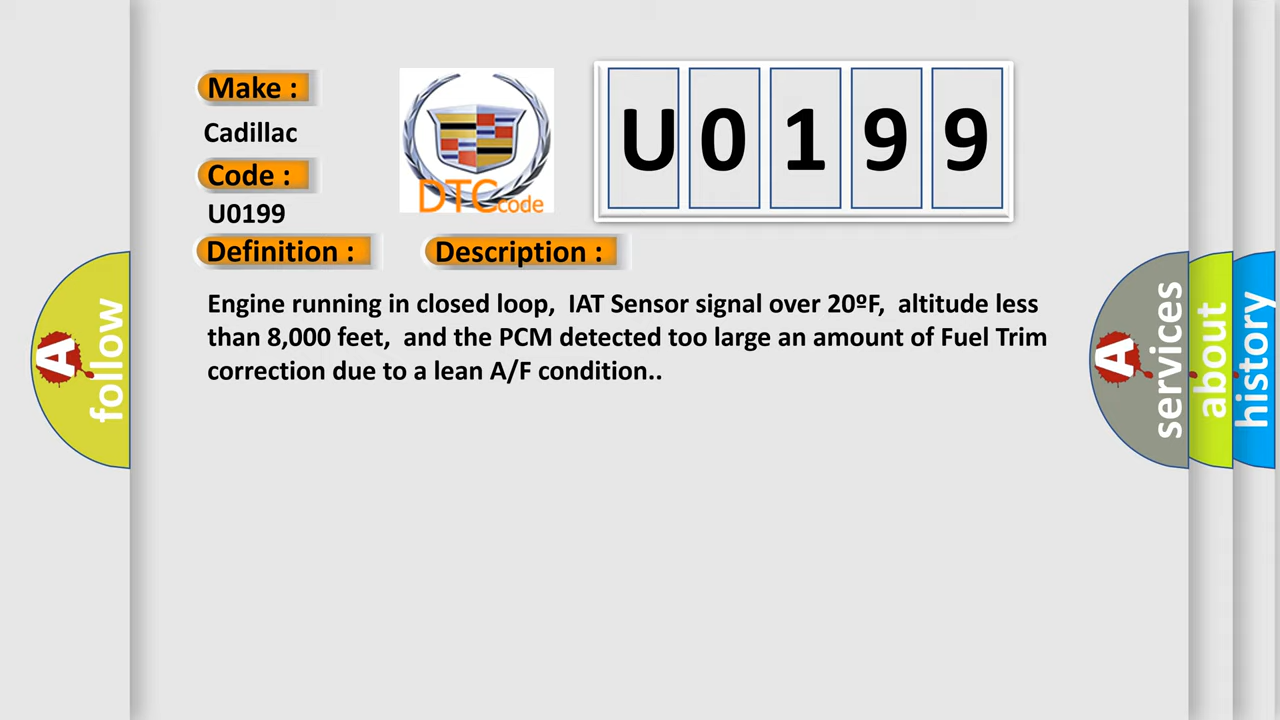 Make :
Cadillac
Code :
U0199
Definition :
Description :
DTC code
U0199
Engine running in closed loop, IAT Sensor signal over 20ºF, altitude less
than 8,000 feet, and the PCM detected too large an amount of Fuel Trim
correction due to a lean A/F condition..
A follow
A services
about
history